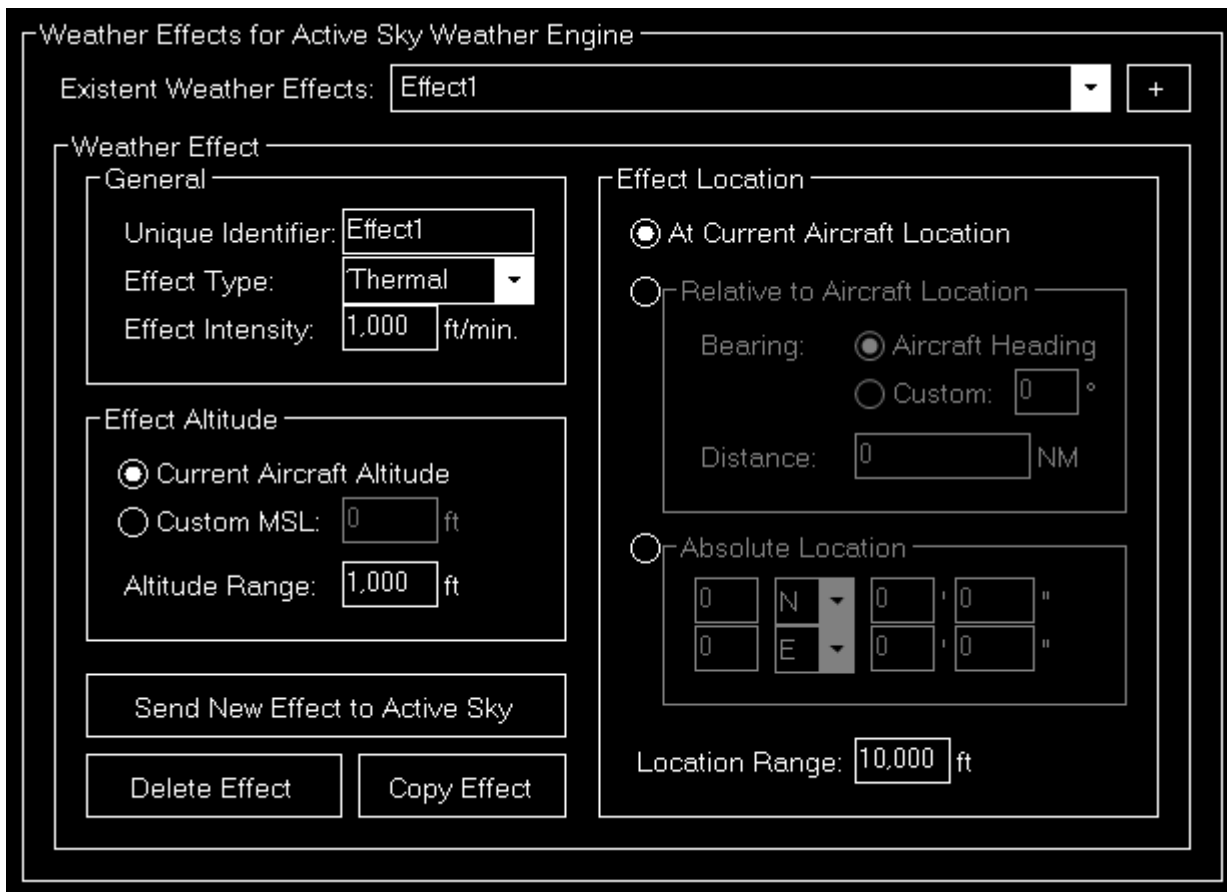 Weather Effects for Active Sky Weather Engine
Existent Weather Effects: Effect1 +
Weather Effect
General
Unique Identifier: Effect1
Effect Type: Thermal
Effect Intensity: 1,000 ft/min.
Effect Altitude
Current Aircraft Altitude
Custom MSL: 0 ft
Altitude Range: 1,000 ft
Send New Effect to Active Sky
Delete Effect Copy Effect
Effect Location
At Current Aircraft Location
Relative to Aircraft Location
Bearing: Aircraft Heading
Custom: 0 °
Distance: 0 NM
Absolute Location
0 N 0 ' 0 "
0 E 0 ' 0 "
Location Range: 10,000 ft